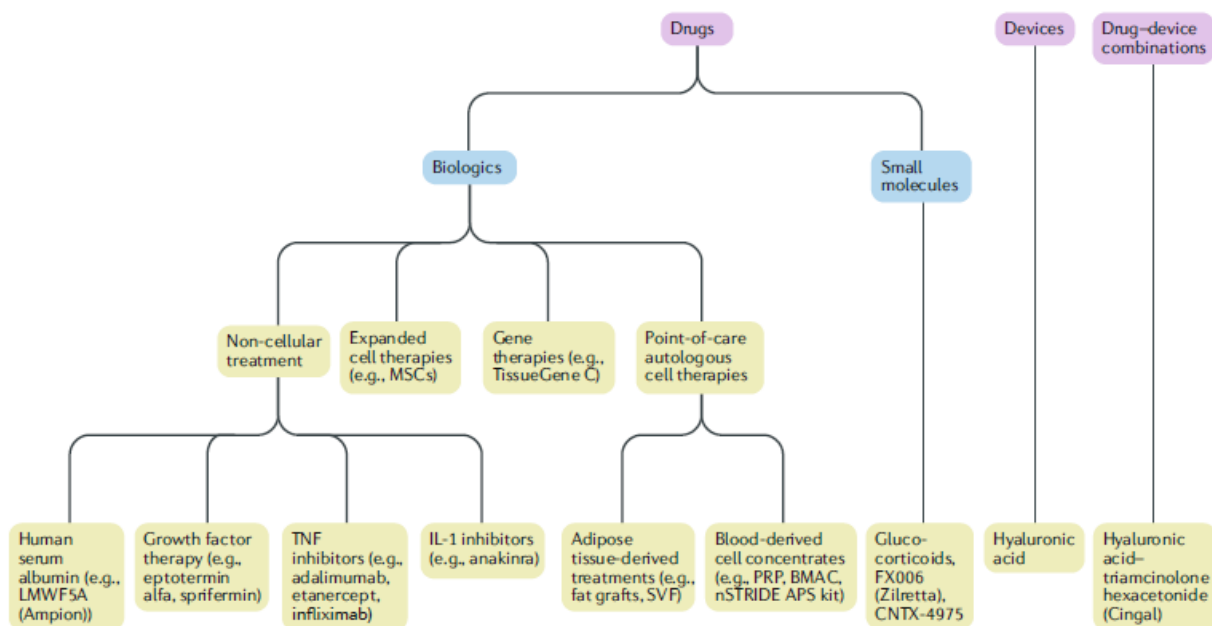 Drugs
Devices
Drug–device
combinations
Biologics
Small
molecules
Non-cellular
treatment
Expanded
cell therapies
(e.g., MSCs)
Gene
therapies (e.g.,
TissueGene C)
Point-of-care
autologous
cell therapies
Human
serum
albumin (e.g.,
LMWF5A
(Ampion))
Growth factor
therapy (e.g.,
eptotermin
alfa, sprifermin)
TNF
inhibitors (e.g.,
adalimumab,
etanercept,
infliximab)
IL-1 inhibitors
(e.g., anakinra)
Adipose
tissue-derived
treatments (e.g.,
fat grafts, SVF)
Blood-derived
cell concentrates
(e.g., PRP, BMAC,
nSTRIDE APS kit)
Gluco-
corticoids,
FX006
(Zilretta),
CNTX-4975
Hyaluronic
acid
Hyaluronic
acid–
triamcinolone
hexacetonide
(Cingal)